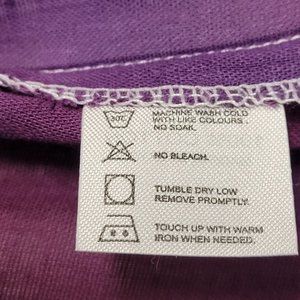 30C
MACHINE WASH COLD
WITH LIKE COLOURS.
NO SOAK.
NO BLEACH.
TUMBLE DRY LOW
REMOVE PROMPTLY.
TOUCH UP WITH WARM
IRON WHEN NEEDED.